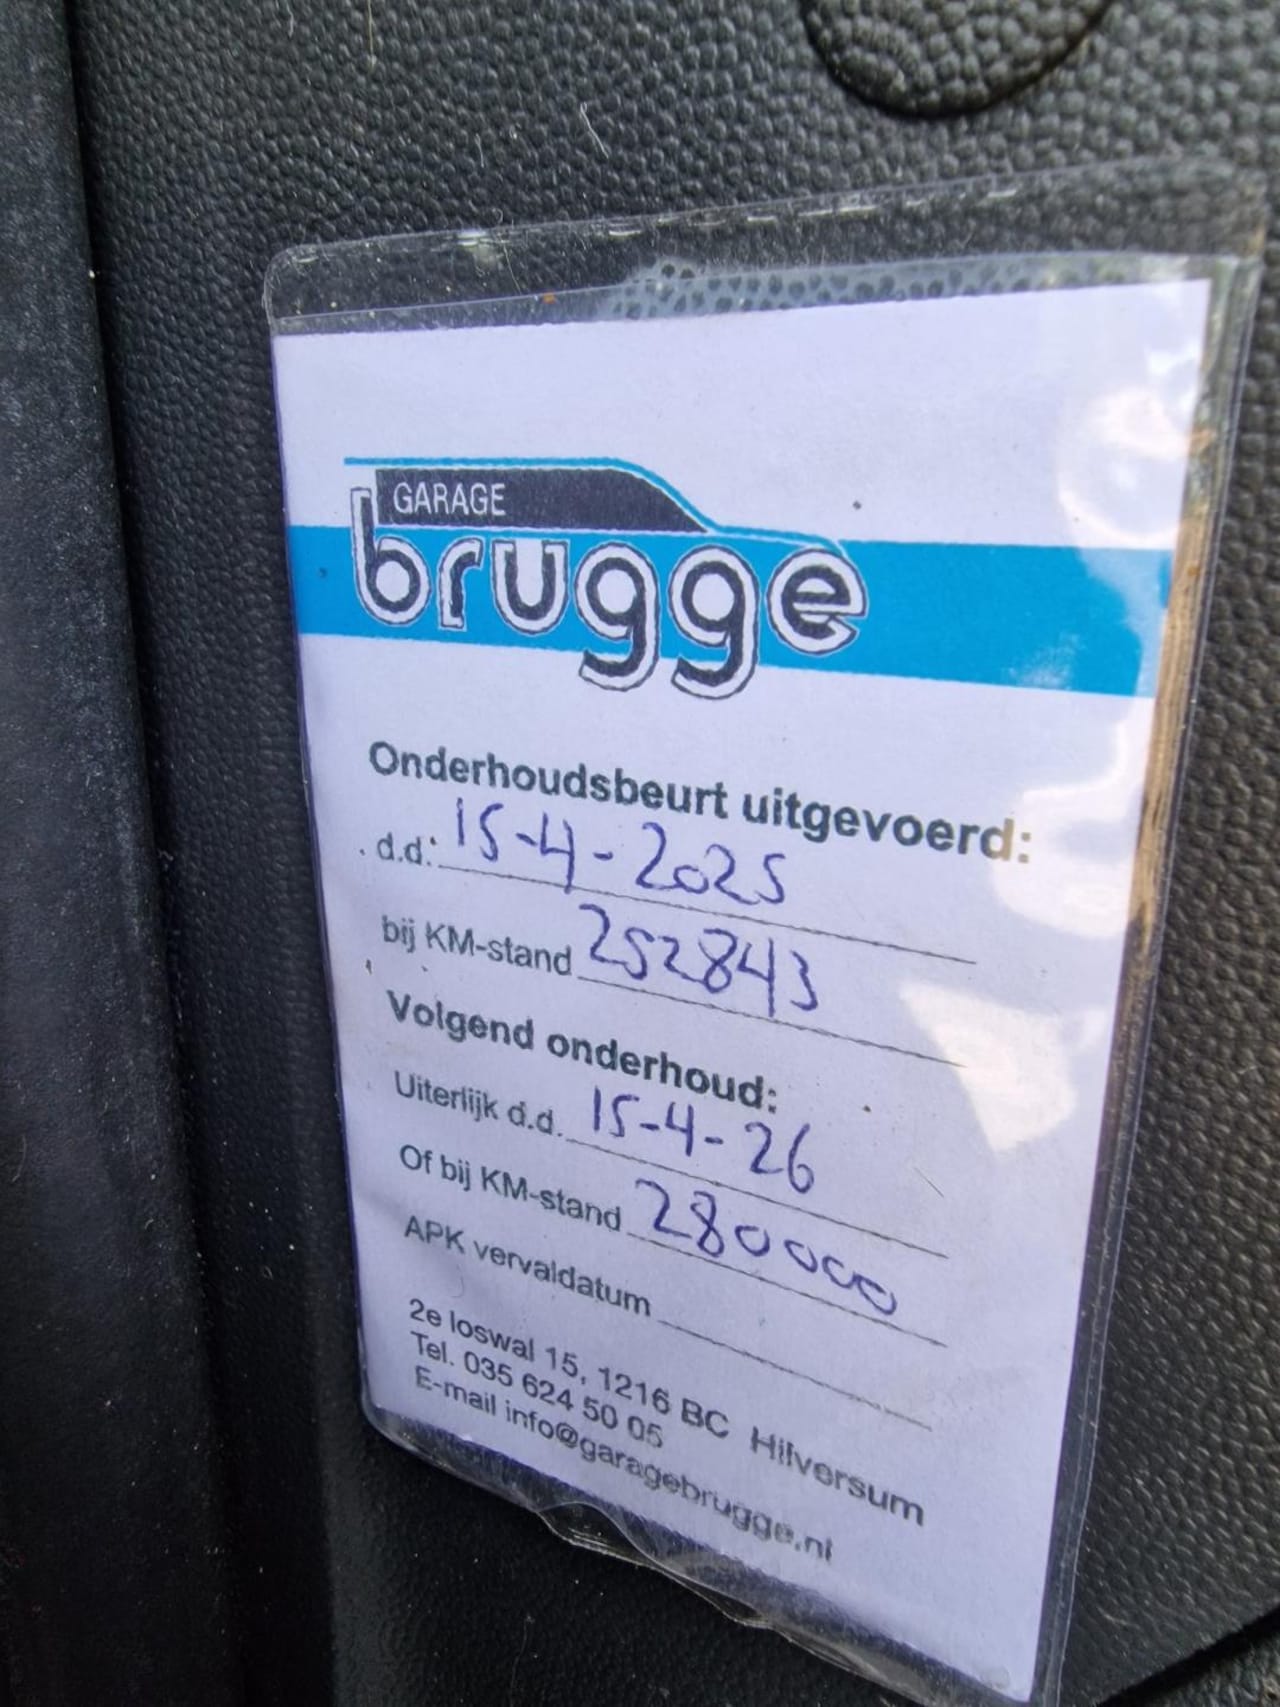 GARAGE
brugge
Onderhoudsbeurt uitgevoerd:
d.d.: 15-4-2025
bij KM-stand 252843
Volgend onderhoud:
Uiterlijk d.d. 15-4-26
Of bij KM-stand 280000
APK vervaldatum
2e loswal 15, 1216 BC Hilversum
Tel. 035 624 50 05
E-mail info@garagebrugge.nl